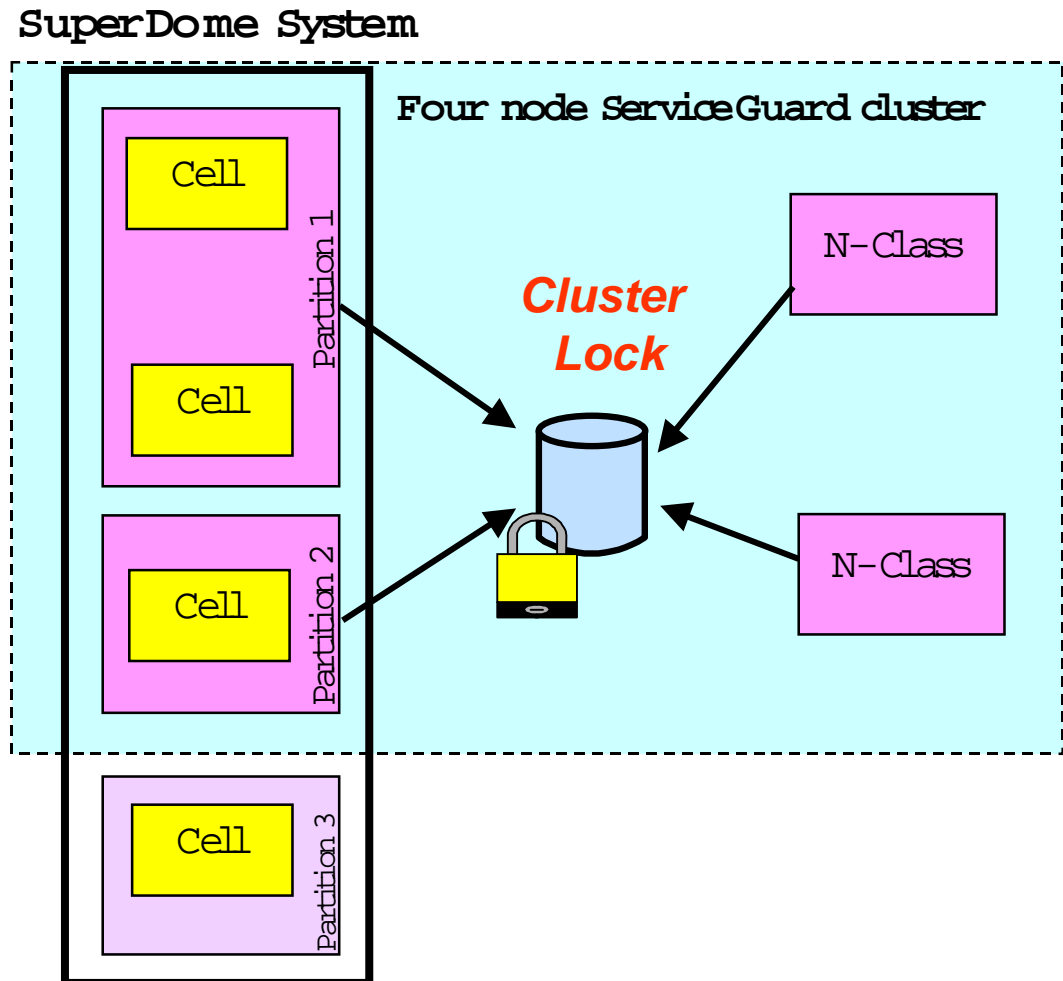 SuperDome System
Four node ServiceGuard cluster
Cell
Partition 1
Cell
N-Class
Cluster
Lock
Cell
Partition 2
N-Class
Cell
Partition 3